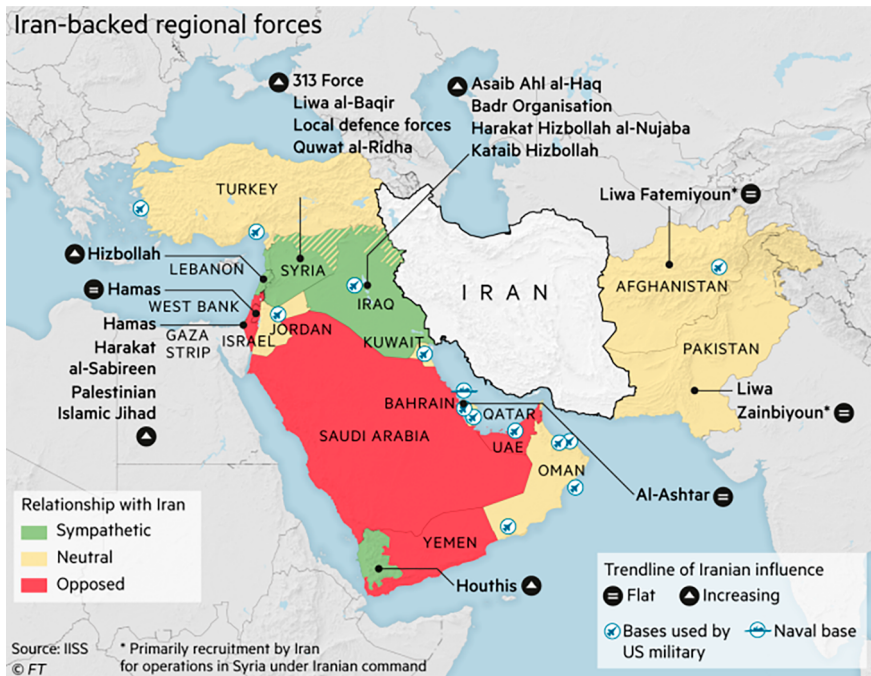 Iran-backed regional forces
313 Force
Liwa al-Baqir
Local defence forces
Quwat al-Ridha
Asaib Ahl al-Haq
Badr Organisation
Harakat Hizbollah al-Nujaba
Kataib Hizbollah
TURKEY
Liwa Fatemiyoun*
Hizbollah
LEBANON
SYRIA
IRAN
AFGHANISTAN
Hamas
WEST BANK
IRAQ
Hamas
GAZA
STRIP
ISRAEL
JORDAN
KUWAIT
PAKISTAN
Harakat
al-Sabireen
Palestinian
Islamic Jihad
Liwa
Zainbiyoun*
BAHRAIN
QATAR
SAUDI ARABIA
UAE
OMAN
Al-Ashtar
Relationship with Iran
Sympathetic
Neutral
Opposed
YEMEN
Houthis
Trendline of Iranian influence
Flat
Increasing
Bases used by
US military
Naval base
Source: IISS
© FT
* Primarily recruitment by Iran
for operations in Syria under Iranian command